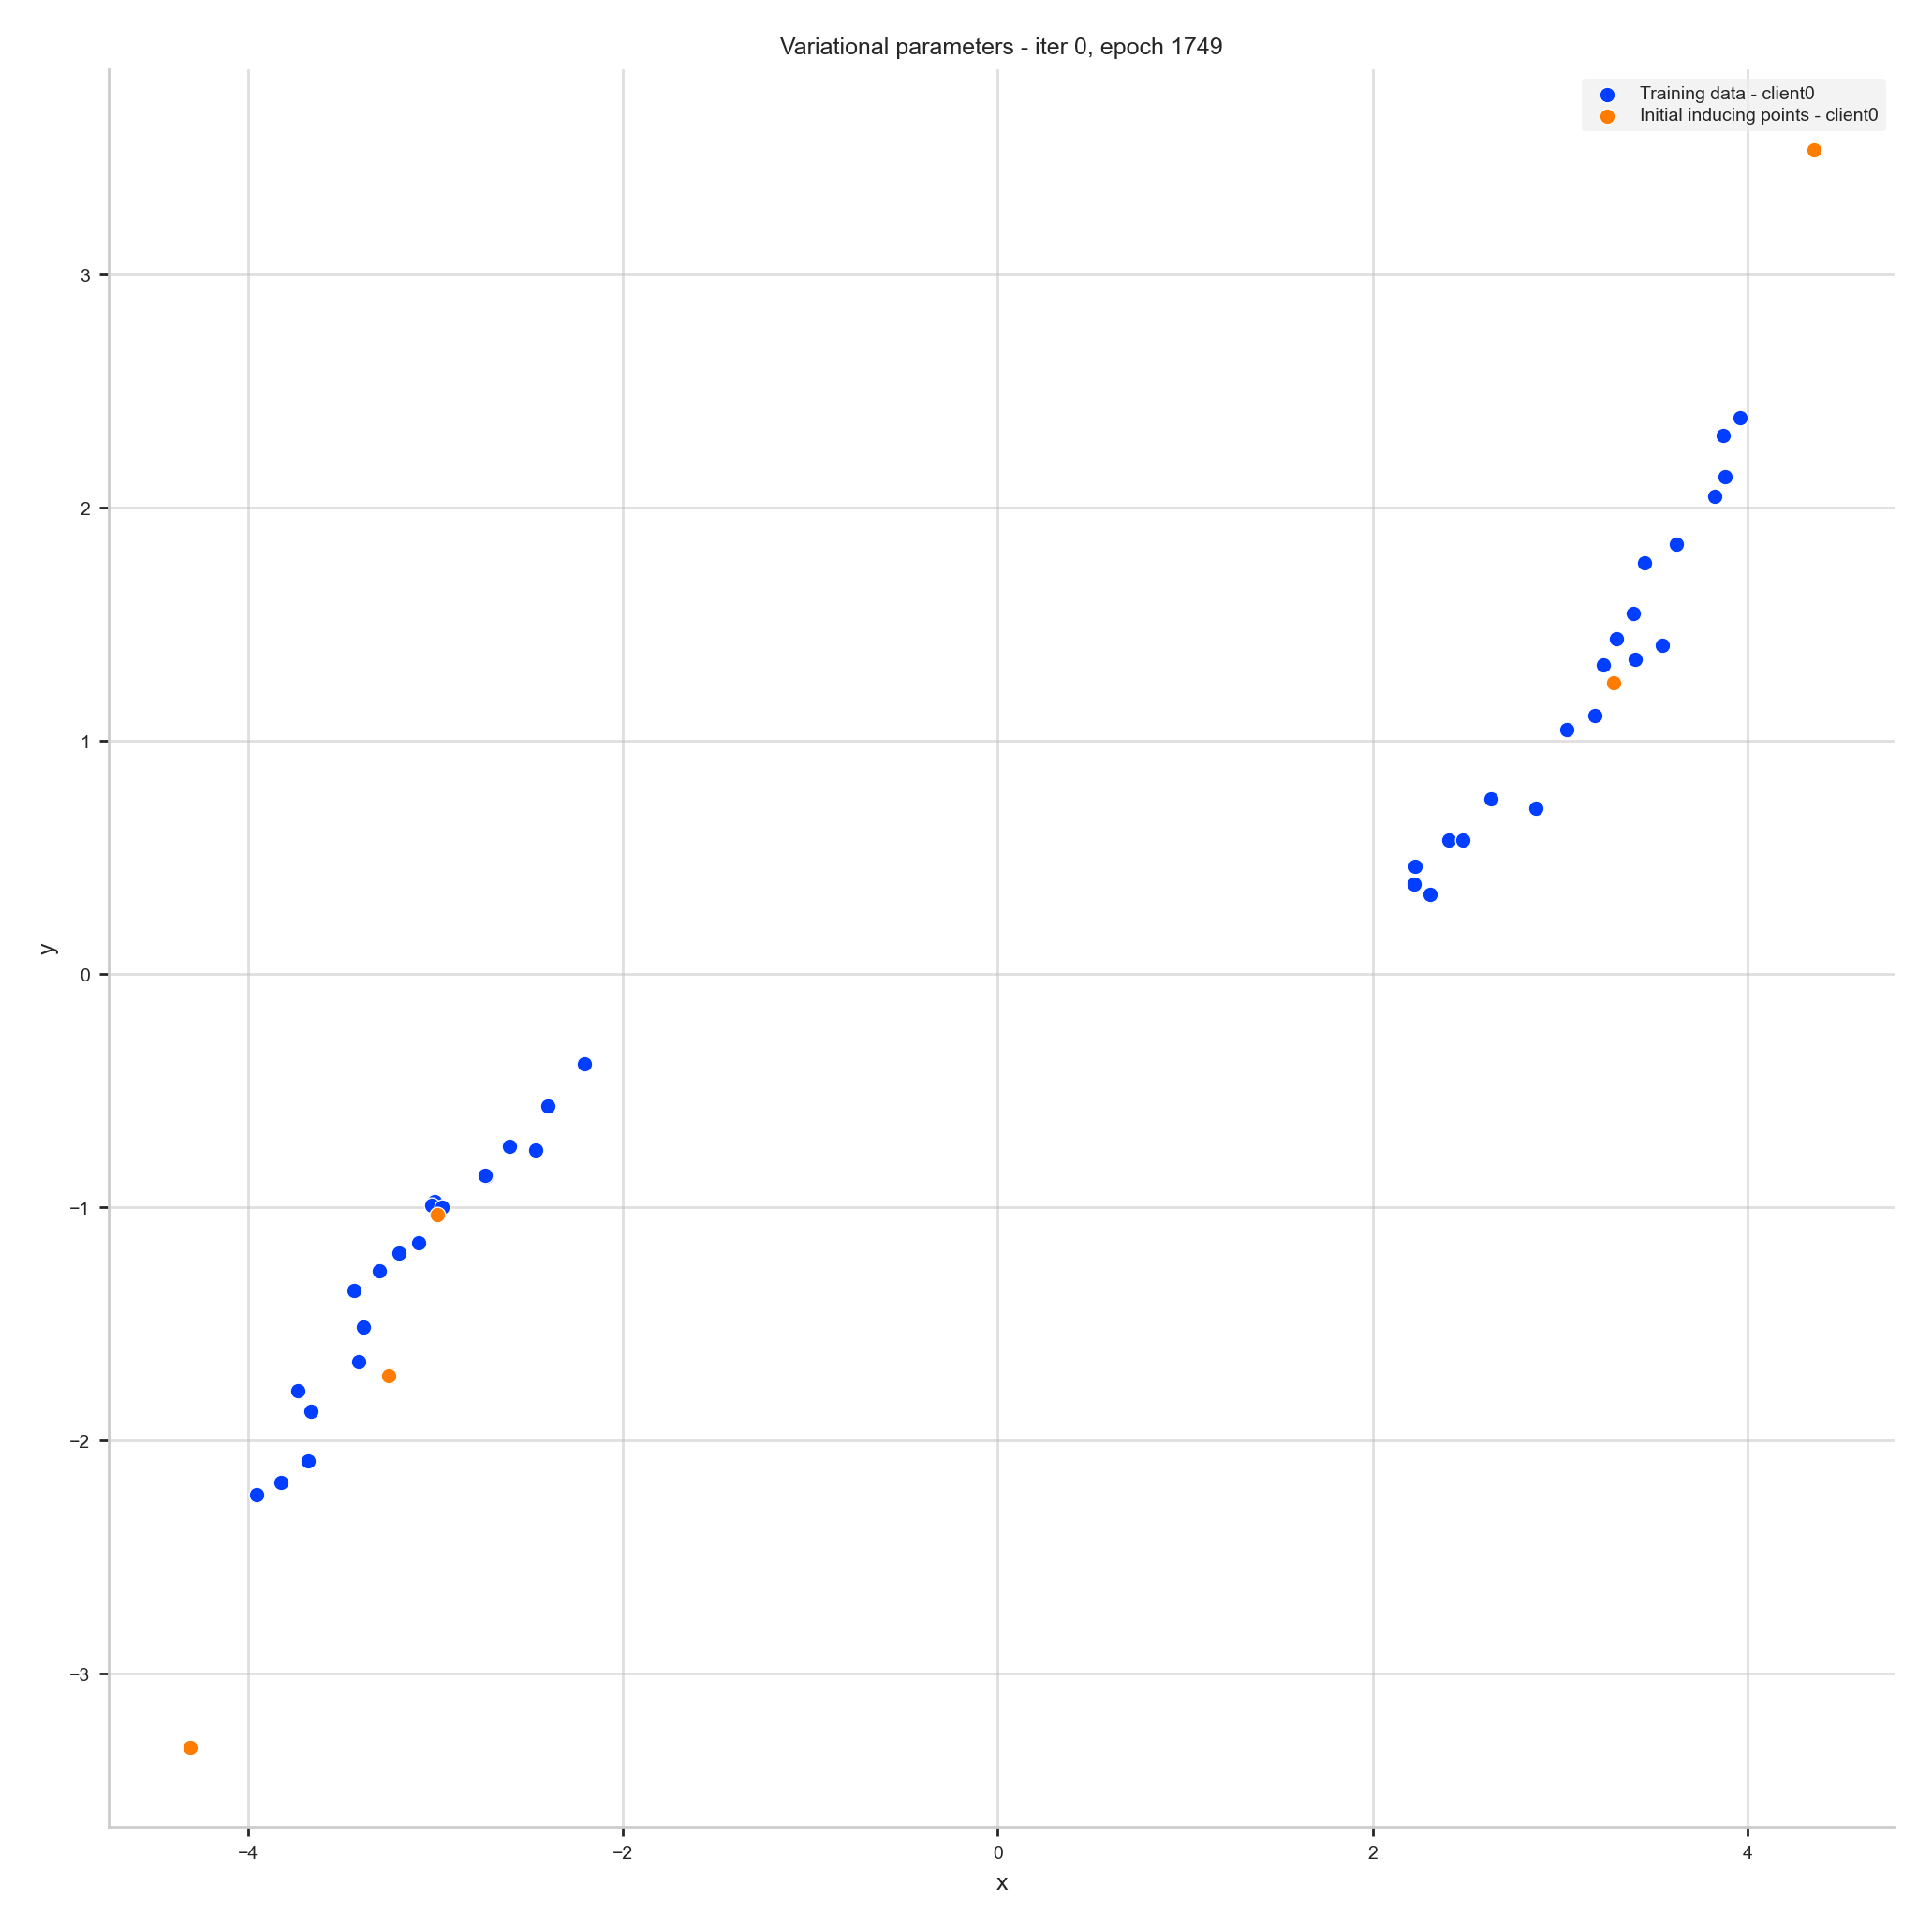 Variational parameters - iter 0, epoch 1749
Training data - client0
Initial inducing points - client0
3
2
1
0
−1
−2
−3
y
−4
−2
0
2
4
x